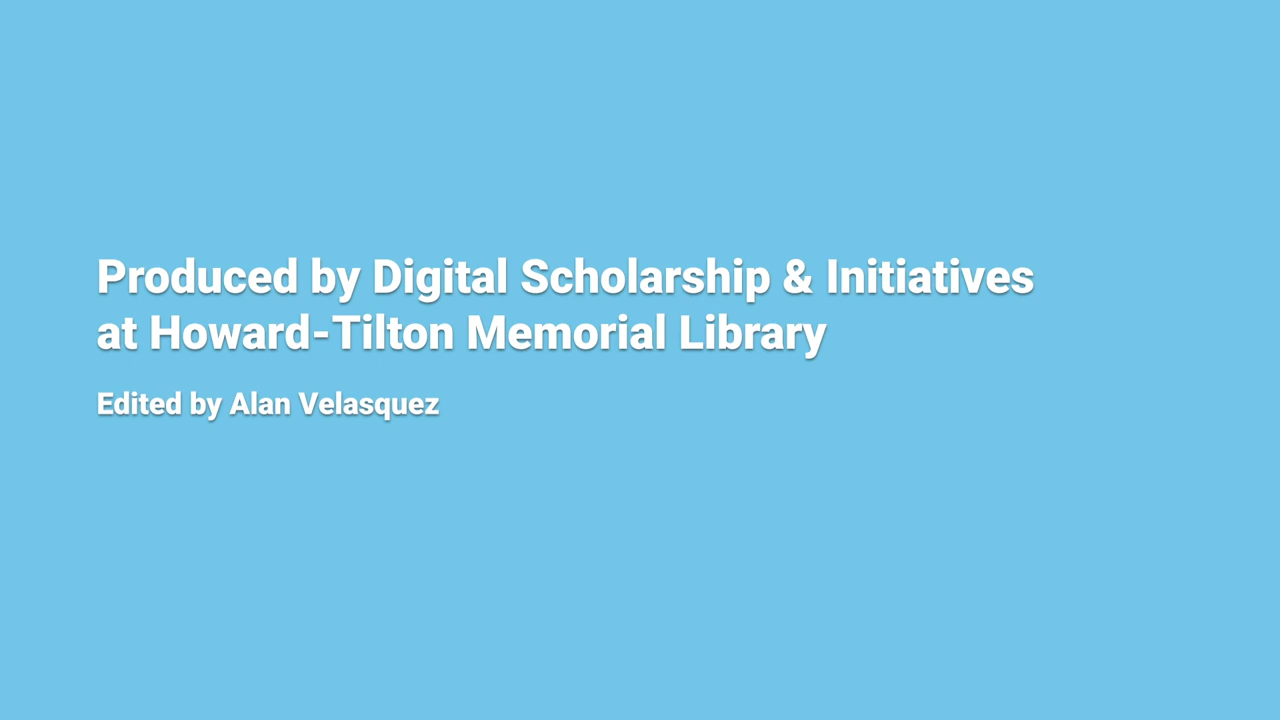 Produced by Digital Scholarship & Initiatives
at Howard-Tilton Memorial Library
Edited by Alan Velasquez